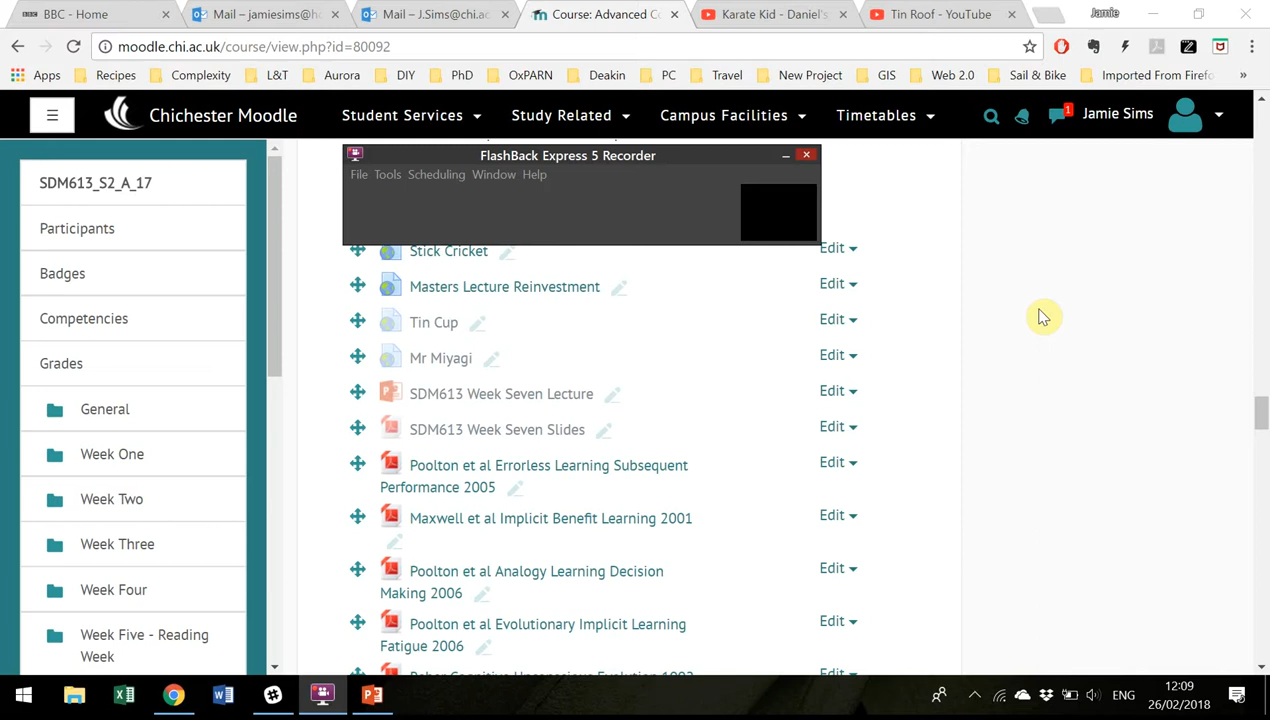 BBC - Home
Mail – jamiesims@ho
Mail – J.Sims@chi.ac
Course: Advanced Co
Karate Kid - Daniel's
Tin Roof - YouTube
Jamie
moodle.chi.ac.uk/course/view.php?id=80092
Apps Recipes Complexity L&T Aurora DIY PhD OxPARN Deakin PC Travel New Project GIS Web 2.0 Sail & Bike Imported From Firefo
Chichester Moodle Student Services Study Related Campus Facilities Timetables 1 Jamie Sims
FlashBack Express 5 Recorder
File Tools Scheduling Window Help
SDM613_S2_A_17
Participants
Badges
Competencies
Grades
General
Week One
Week Two
Week Three
Week Four
Week Five - Reading
Week
Stick Cricket Edit
Masters Lecture Reinvestment Edit
Tin Cup Edit
Mr Miyagi Edit
SDM613 Week Seven Lecture Edit
SDM613 Week Seven Slides Edit
Poolton et al Errorless Learning Subsequent Edit
Performance 2005
Maxwell et al Implicit Benefit Learning 2001 Edit
Poolton et al Analogy Learning Decision Edit
Making 2006
Poolton et al Evolutionary Implicit Learning Edit
Fatigue 2006
ENG
12:09
26/02/2018